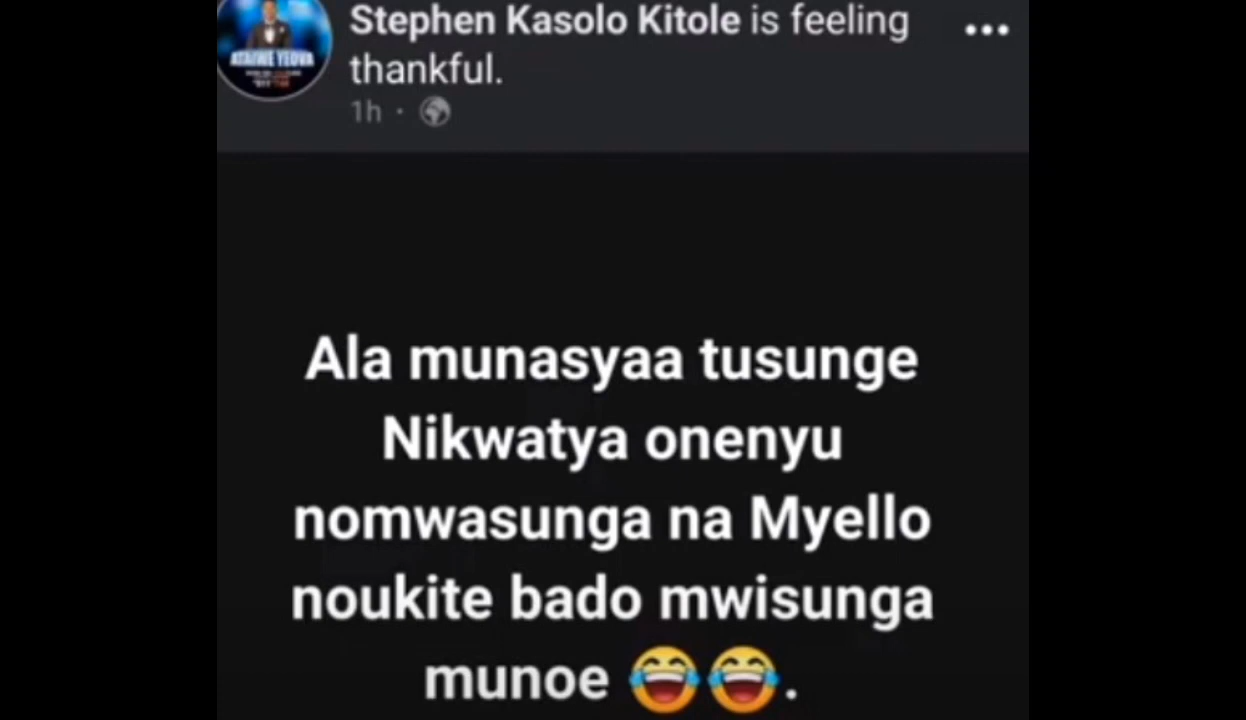 Stephen Kasolo Kitole is feeling
thankful.
1h ·
Ala munasyaa tusunge
Nikwatya onenyu
nomwasunga na Myello
noukite bado mwisunga
munoe 😂😂.